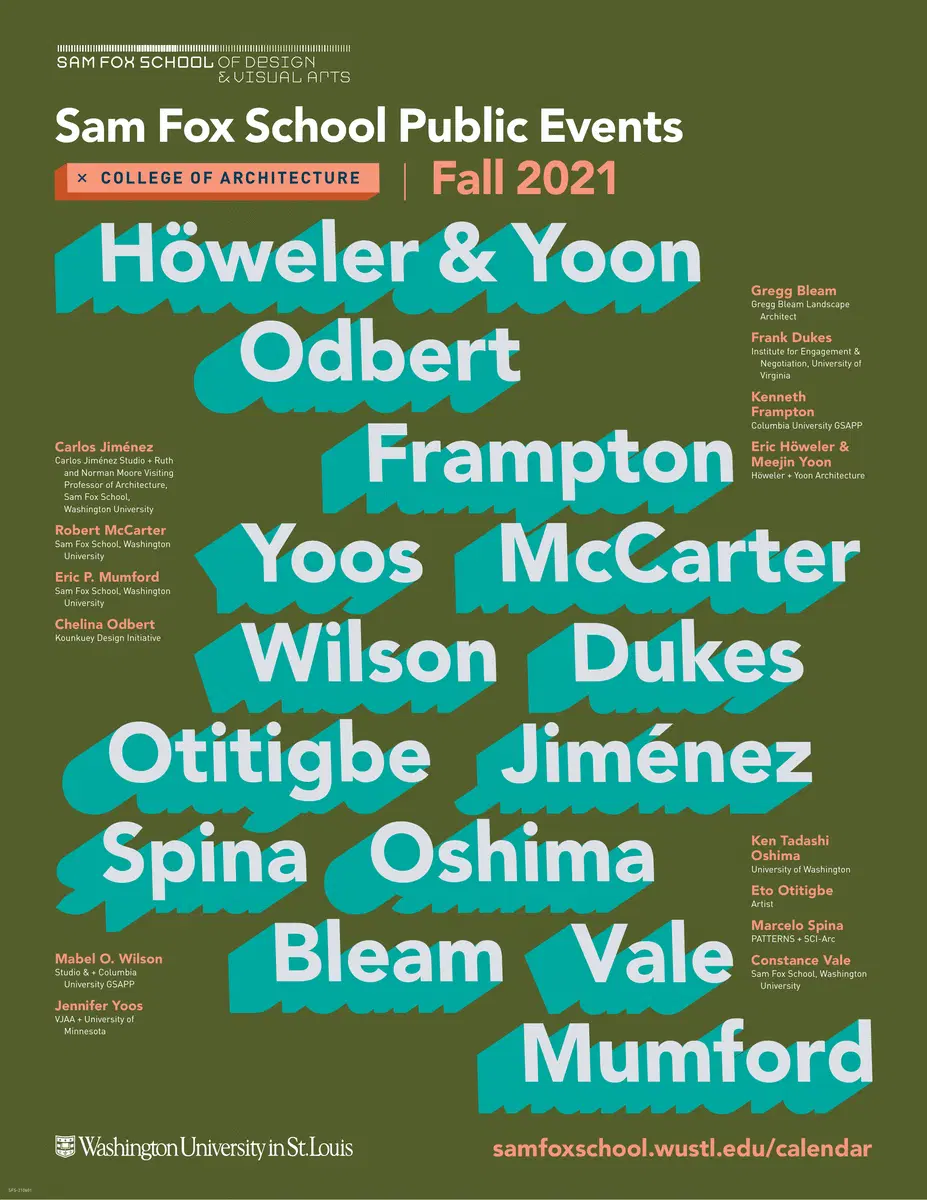 SAM FOX SCHOOL OF DESIGN
& VISUAL ARTS
Sam Fox School Public Events
× COLLEGE OF ARCHITECTURE | Fall 2021
Höweler & Yoon
Odbert
Frampton
Yoos McCarter
Wilson Dukes
Otitigbe Jiménez
Spina Oshima
Bleam Vale
Mumford
Gregg Bleam
Gregg Bleam Landscape
Architect
Frank Dukes
Institute for Engagement &
Negotiation, University of
Virginia
Kenneth
Frampton
Columbia University GSAPP
Eric Höweler &
Meejin Yoon
Höweler + Yoon Architecture
Carlos Jiménez
Carlos Jiménez Studio + Ruth
and Norman Moore Visiting
Professor of Architecture,
Sam Fox School,
Washington University
Robert McCarter
Sam Fox School, Washington
University
Eric P. Mumford
Sam Fox School, Washington
University
Chelina Odbert
Kounkuey Design Initiative
Ken Tadashi
Oshima
University of Washington
Eto Otitigbe
Artist
Marcelo Spina
PATTERNS + SCI-Arc
Constance Vale
Sam Fox School, Washington
University
Mabel O. Wilson
Studio & + Columbia
University GSAPP
Jennifer Yoos
VJAA + University of
Minnesota
Washington University in St. Louis
samfoxschool.wustl.edu/calendar